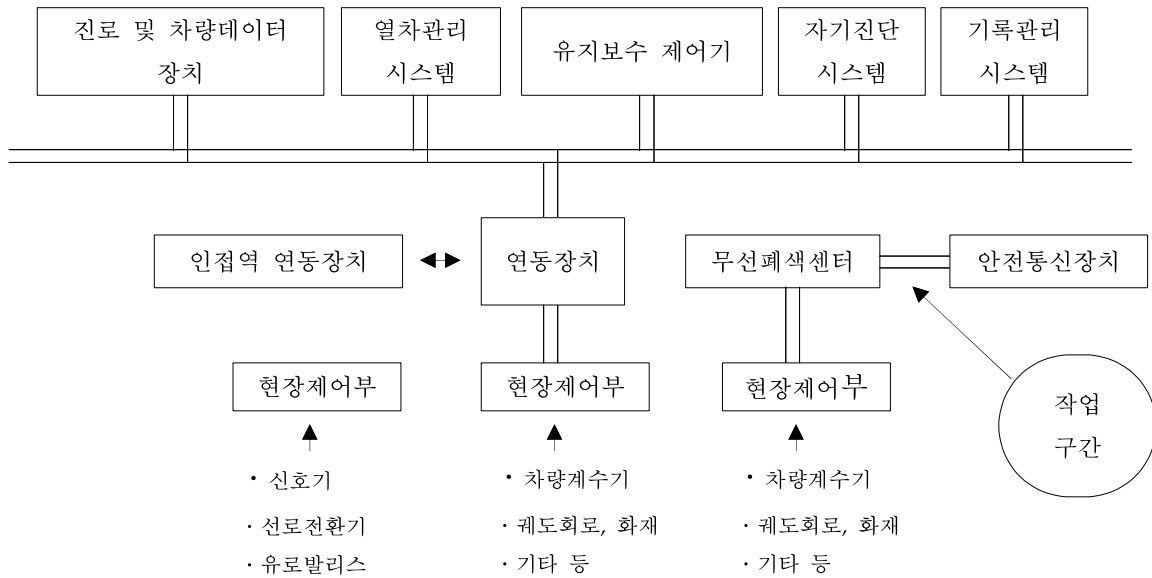 진로 및 차량데이터
장치
열차관리
시스템
유지보수 제어기
자기진단
시스템
기록관리
시스템
인접역 연동장치
연동장치
무선폐색센터
안전통신장치
현장제어부
현장제어부
현장제어부
작업
구간
· 신호기
· 선로전환기
· 유로발리스
· 차량계수기
· 궤도회로, 화재
· 기타 등
· 차량계수기
· 궤도회로, 화재
· 기타 등